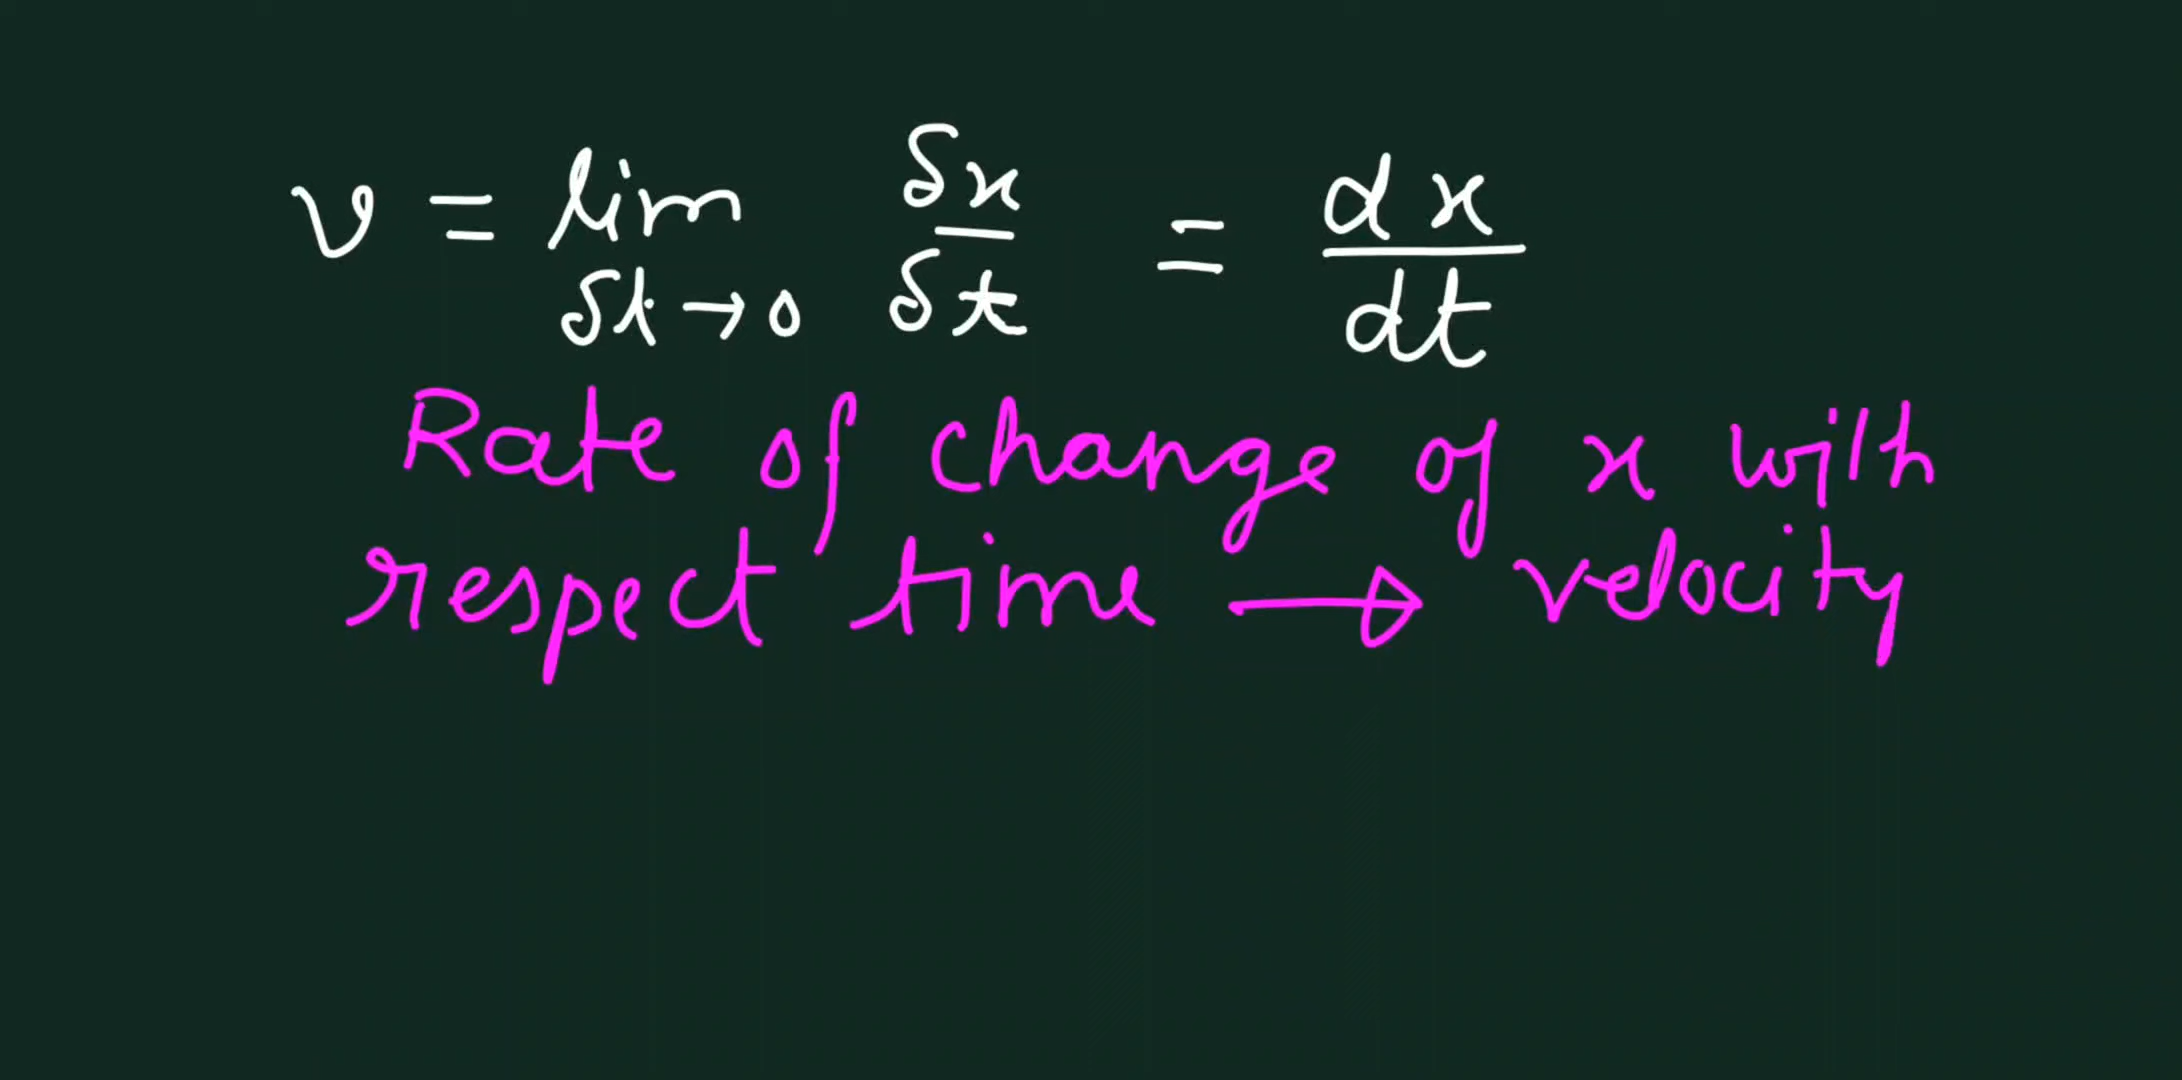 v = lim δx/δt = dx/dt
δt→0
Rate of change of x with
respect time → velocity